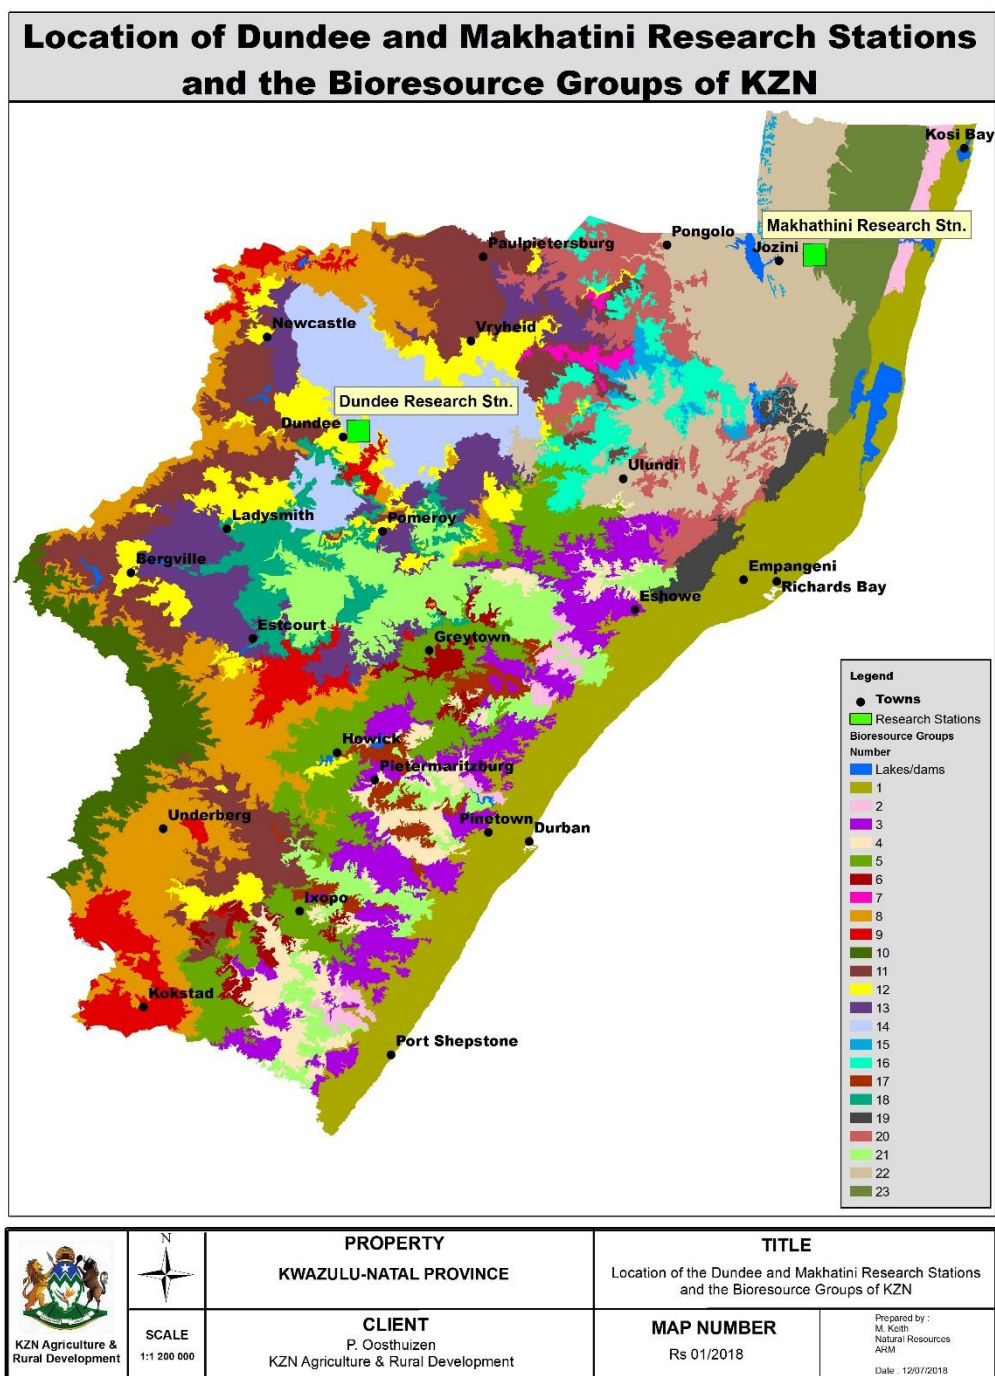 Location of Dundee and Makhatini Research Stations
and the Bioresource Groups of KZN
Kosi Bay
Makhathini Research Stn.
Pongolo
Jozini
Paulpietersburg
Newcastle
Vryheid
Dundee Research Stn.
Dundee
Ulundi
Ladysmith
Pomeroy
Bergville
Empangeni
Richards Bay
Eshowe
Estcourt
Greytown
Howick
Pietermaritzburg
Underberg
Pinetown
Durban
Ixopo
Kokstad
Port Shepstone
Legend
Towns
Research Stations
Bioresource Groups
Number
Lakes/dams
1
2
3
4
5
6
7
8
9
10
11
12
13
14
15
16
17
18
19
20
21
22
23
KZN Agriculture &
Rural Development
N
SCALE
1:1 200 000
PROPERTY
KWAZULU-NATAL PROVINCE
CLIENT
P. Oosthuizen
KZN Agriculture & Rural Development
TITLE
Location of the Dundee and Makhatini Research Stations
and the Bioresource Groups of KZN
MAP NUMBER
Rs 01/2018
Prepared by :
M. Keith
Natural Resources
ARM
Date : 12/07/2018